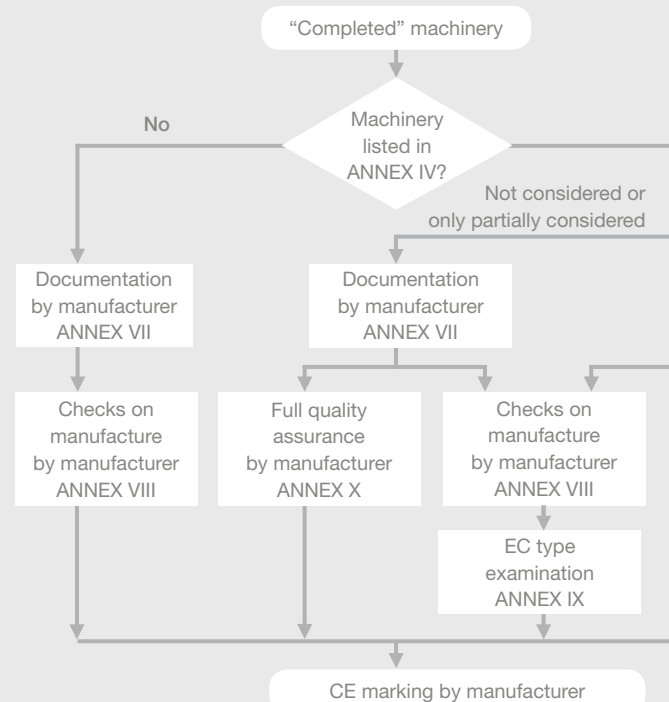 “Completed” machinery
Machinery
listed in
ANNEX IV?
No
Not considered or
only partially considered
Documentation
by manufacturer
ANNEX VII
Documentation
by manufacturer
ANNEX VII
Checks on
manufacture
by manufacturer
ANNEX VIII
Full quality
assurance
by manufacturer
ANNEX X
Checks on
manufacture
by manufacturer
ANNEX VIII
EC type
examination
ANNEX IX
CE marking by manufacturer